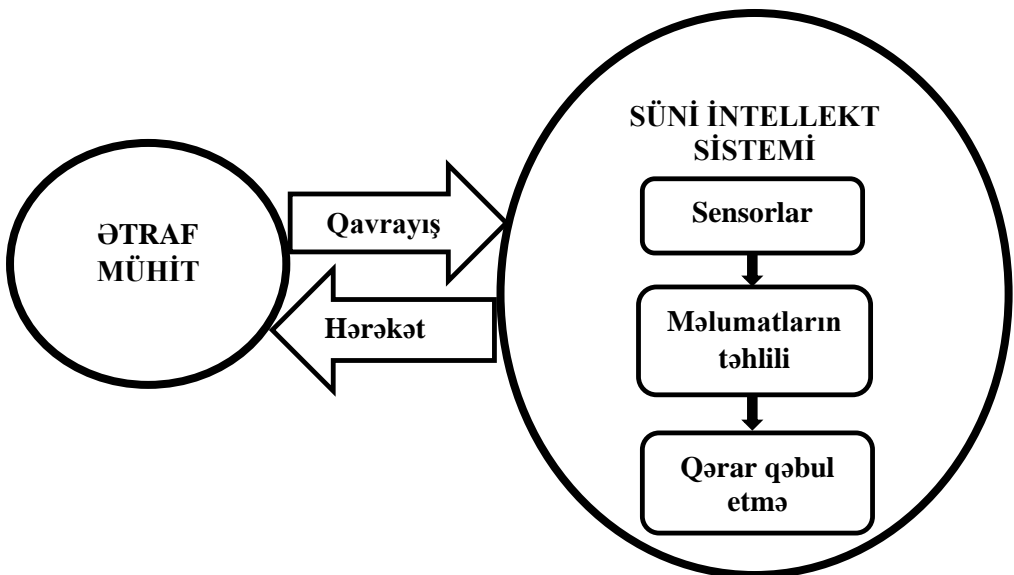 ƏTRAF
MÜHİT
Qavrayış
Hərəkət
SÜNİ İNTELLEKT
SİSTEMİ
Sensorlar
Məlumatların
təhlili
Qərar qəbul
etmə